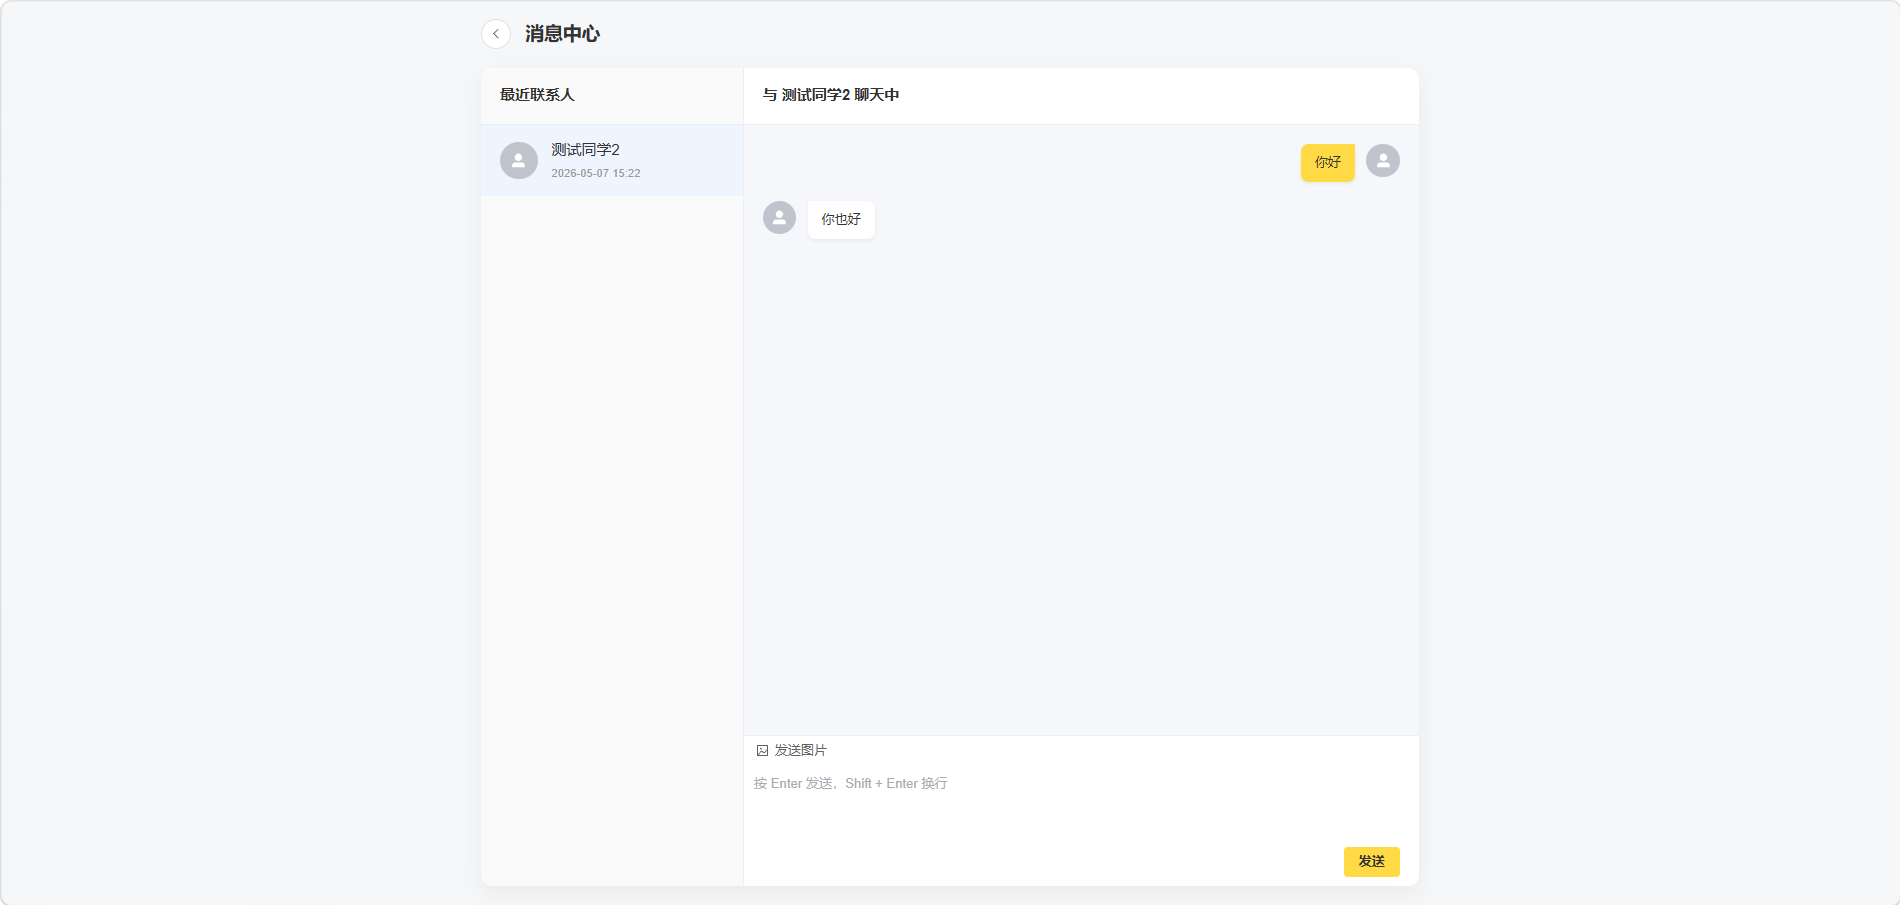 消息中心
最近联系人
测试同学2
2026-05-07 15:22
与 测试同学2 聊天中
你好
你也好
发送图片
按 Enter 发送，Shift + Enter 换行
发送